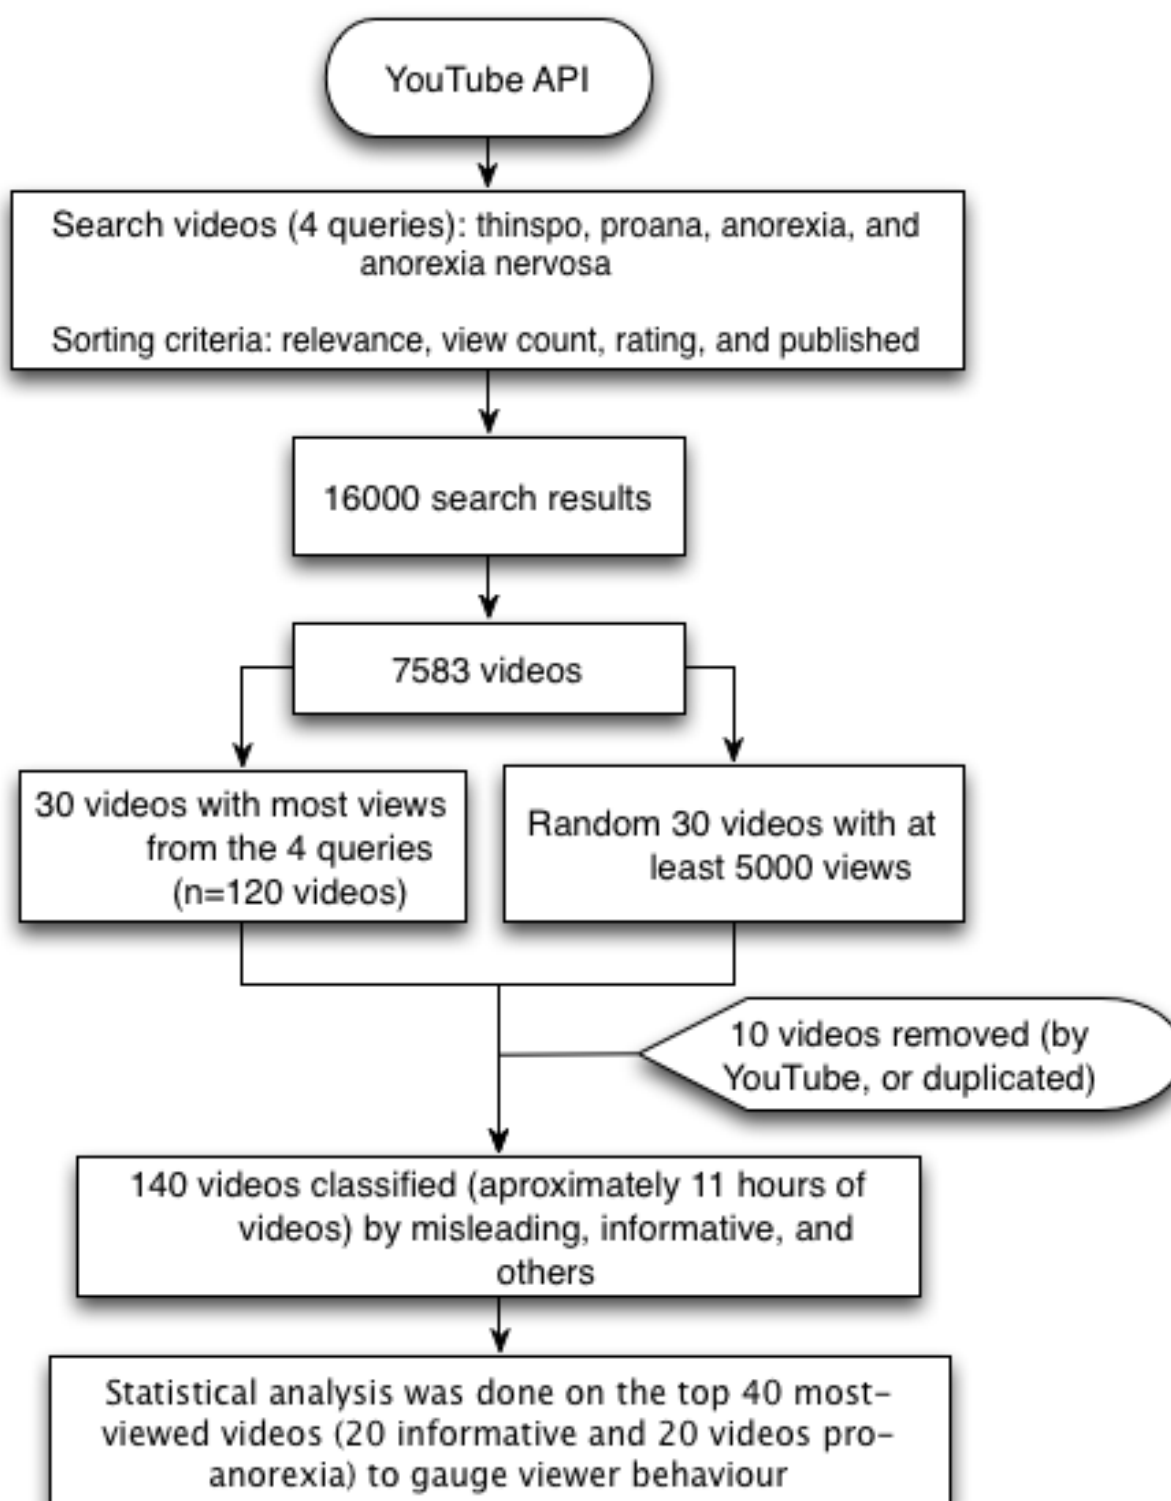 YouTube API
Search videos (4 queries): thinspo, proana, anorexia, and
anorexia nervosa
Sorting criteria: relevance, view count, rating, and published
16000 search results
7583 videos
30 videos with most views
from the 4 queries
(n=120 videos)
Random 30 videos with at
least 5000 views
10 videos removed (by
YouTube, or duplicated)
140 videos classified (aproximately 11 hours of
videos) by misleading, informative, and
others
Statistical analysis was done on the top 40 most-
viewed videos (20 informative and 20 videos pro-
anorexia) to gauge viewer behaviour